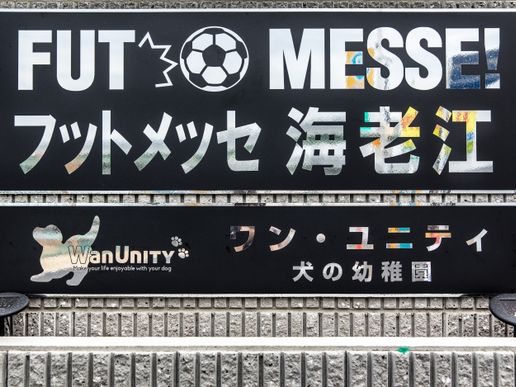 FUT MESSE!
フットメッセ 海老江
WanUnity
Make your life enjoyable with your dog
ワン・ユニティ
犬の幼稚園